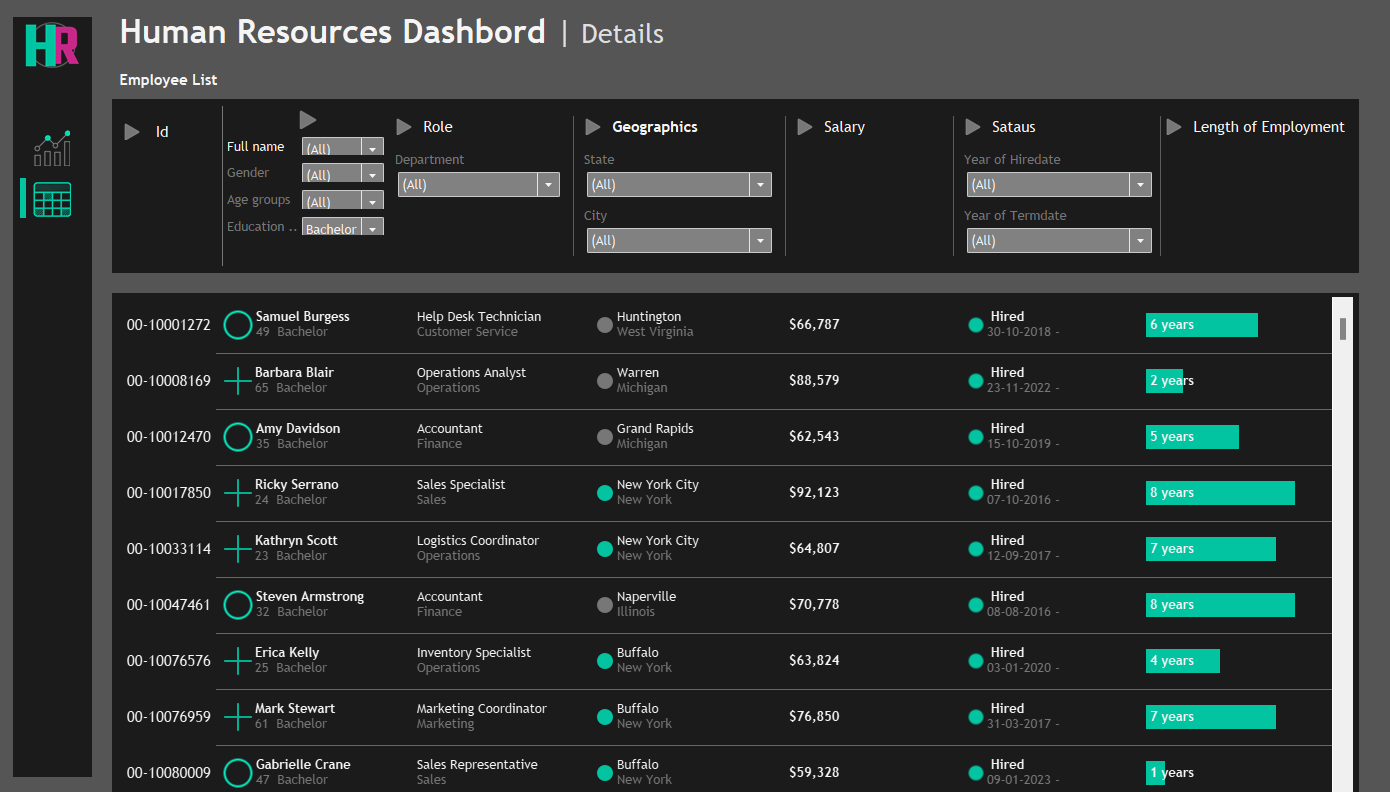 HR
Human Resources Dashbord | Details
Employee List
Id
Full name (All)
Gender (All)
Age groups (All)
Education .. Bachelor
Role
Department
(All)
Geographics
State
(All)
City
(All)
Salary
Sataus
Year of Hiredate
(All)
Year of Termdate
(All)
Length of Employment
00-10001272 Samuel Burgess Help Desk Technician Huntington $66,787 Hired 6 years
49 Bachelor Customer Service West Virginia 30-10-2018 -
00-10008169 Barbara Blair Operations Analyst Warren $88,579 Hired 2 years
65 Bachelor Operations Michigan 23-11-2022 -
00-10012470 Amy Davidson Accountant Grand Rapids $62,543 Hired 5 years
35 Bachelor Finance Michigan 15-10-2019 -
00-10017850 Ricky Serrano Sales Specialist New York City $92,123 Hired 8 years
24 Bachelor Sales New York 07-10-2016 -
00-10033114 Kathryn Scott Logistics Coordinator New York City $64,807 Hired 7 years
23 Bachelor Operations New York 12-09-2017 -
00-10047461 Steven Armstrong Accountant Naperville $70,778 Hired 8 years
32 Bachelor Finance Illinois 08-08-2016 -
00-10076576 Erica Kelly Inventory Specialist Buffalo $63,824 Hired 4 years
25 Bachelor Operations New York 03-01-2020 -
00-10076959 Mark Stewart Marketing Coordinator Buffalo $76,850 Hired 7 years
61 Bachelor Marketing New York 31-03-2017 -
00-10080009 Gabrielle Crane Sales Representative Buffalo $59,328 Hired 1 years
47 Bachelor Sales New York 09-01-2023 -